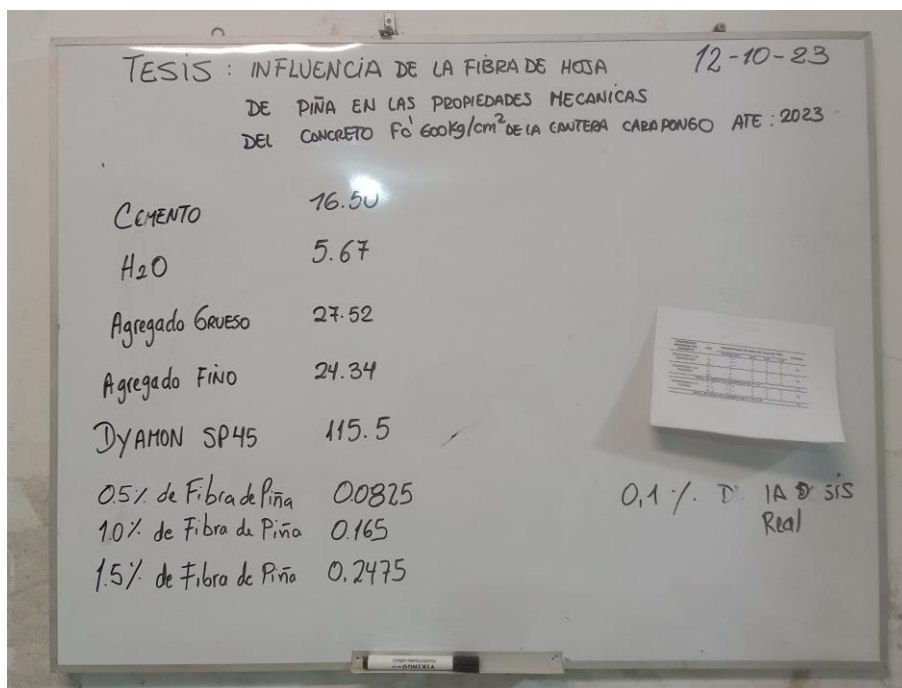 TESIS : INFLUENCIA DE LA FIBRA DE HOJA 12-10-23
DE PIÑA EN LAS PROPIEDADES MECANICAS
DEL CONCRETO Fć 600Kg/cm² DE LA CANTERA CARAPONGO ATE : 2023
CEMENTO 16.50
H2O 5.67
Agregado GRUESO 27.52
Agregado FINO 24.34
DYAMON SP45 115.5
0.5% de Fibra de Piña 0.0825
1.0% de Fibra de Piña 0.165
1.5% de Fibra de Piña 0.2475
0,1 %. D
Real
VIKINGO